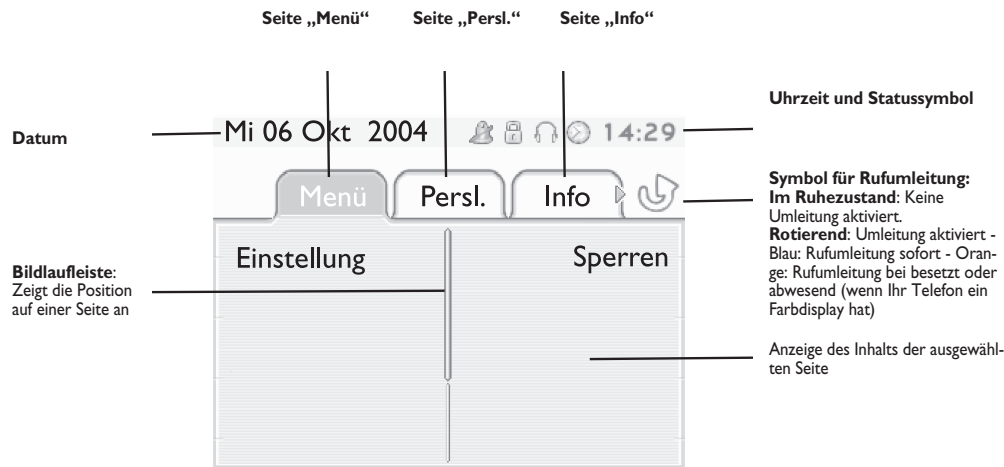 Seite „Menü“
Seite „Persl.“
Seite „Info“
Uhrzeit und Statussymbol
Datum
Mi 06 Okt 2004
14:29
Menü
Persl.
Info
Symbol für Rufumleitung:
Im Ruhezustand: Keine
Umleitung aktiviert.
Rotierend: Umleitung aktiviert -
Blau: Rufumleitung sofort - Oran-
ge: Rufumleitung bei besetzt oder
abwesend (wenn Ihr Telefon ein
Farbdisplay hat)
Einstellung
Sperren
Bildlaufleiste:
Zeigt die Position
auf einer Seite an
Anzeige des Inhalts der ausgewähl-
ten Seite